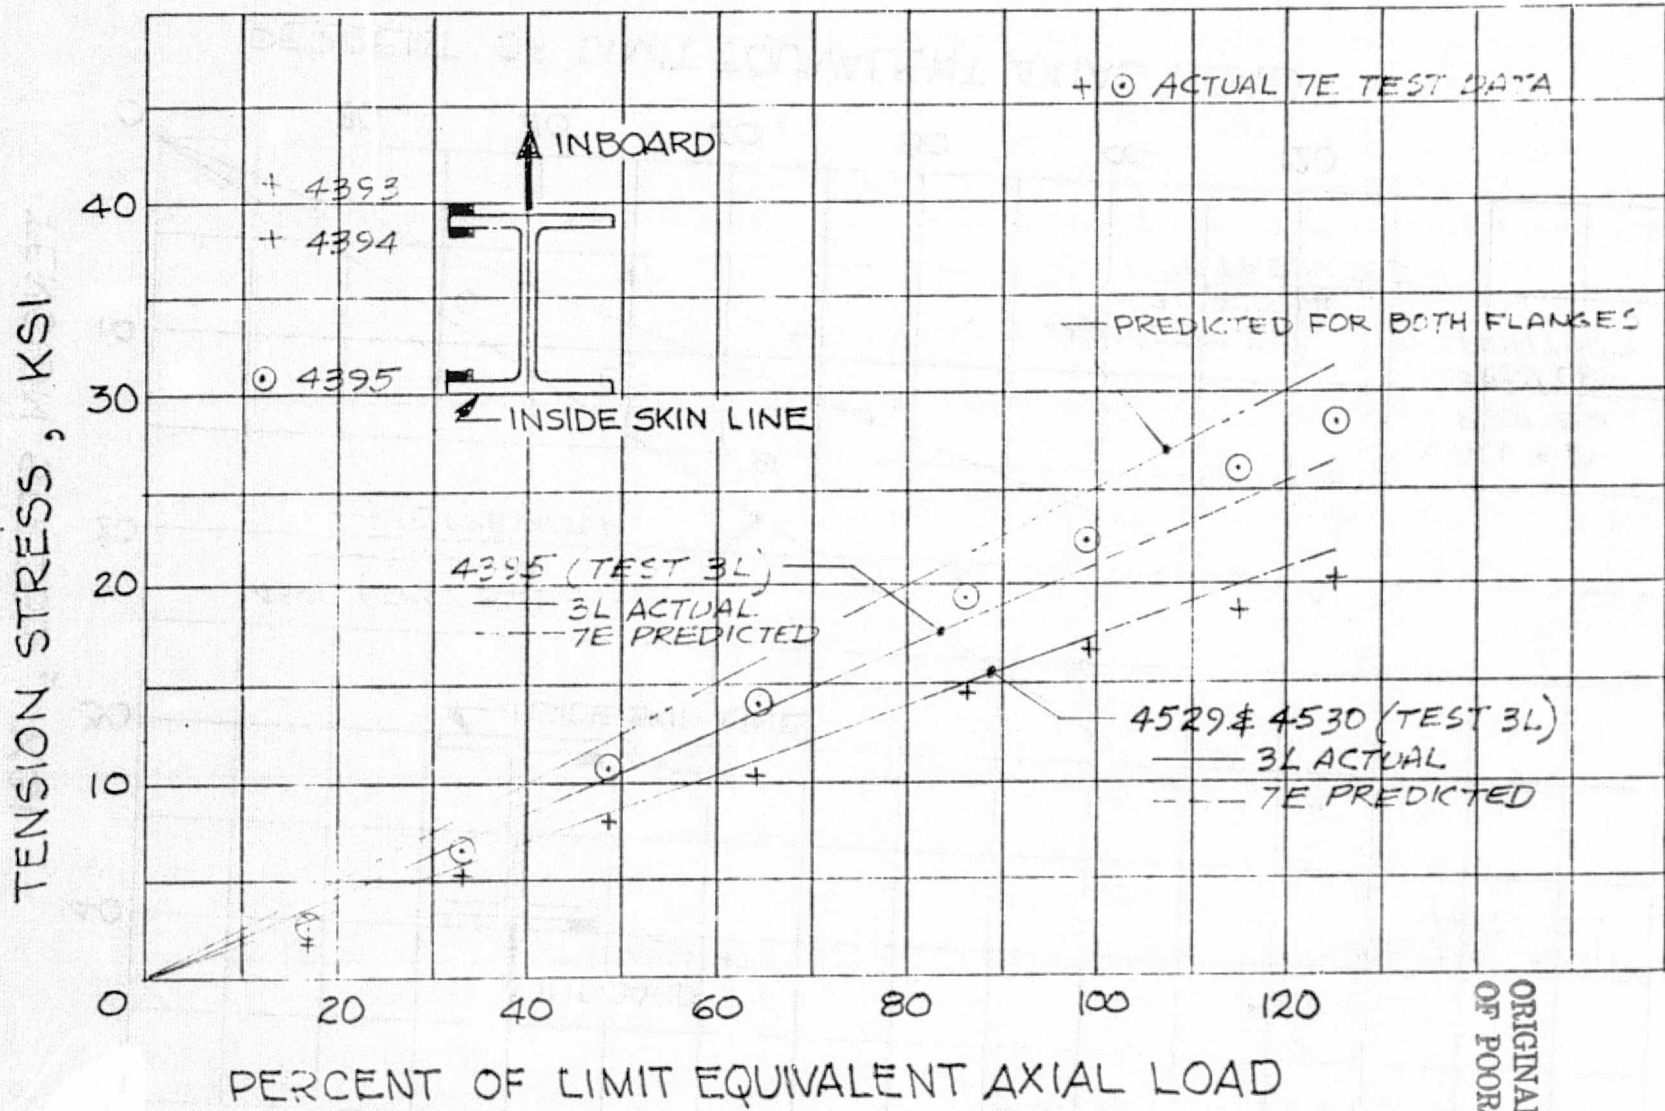 + ⊙ ACTUAL 7E TEST DATA
INBOARD
+ 4393
+ 4394
⊙ 4395
INSIDE SKIN LINE
PREDICTED FOR BOTH FLANGES
4395 (TEST 3L)
3L ACTUAL
7E PREDICTED
4529 & 4530 (TEST 3L)
3L ACTUAL
7E PREDICTED
TENSION STRESS, KSI
40
30
20
10
0
20
40
60
80
100
120
PERCENT OF LIMIT EQUIVALENT AXIAL LOAD
ORIGINAL
OF POOR